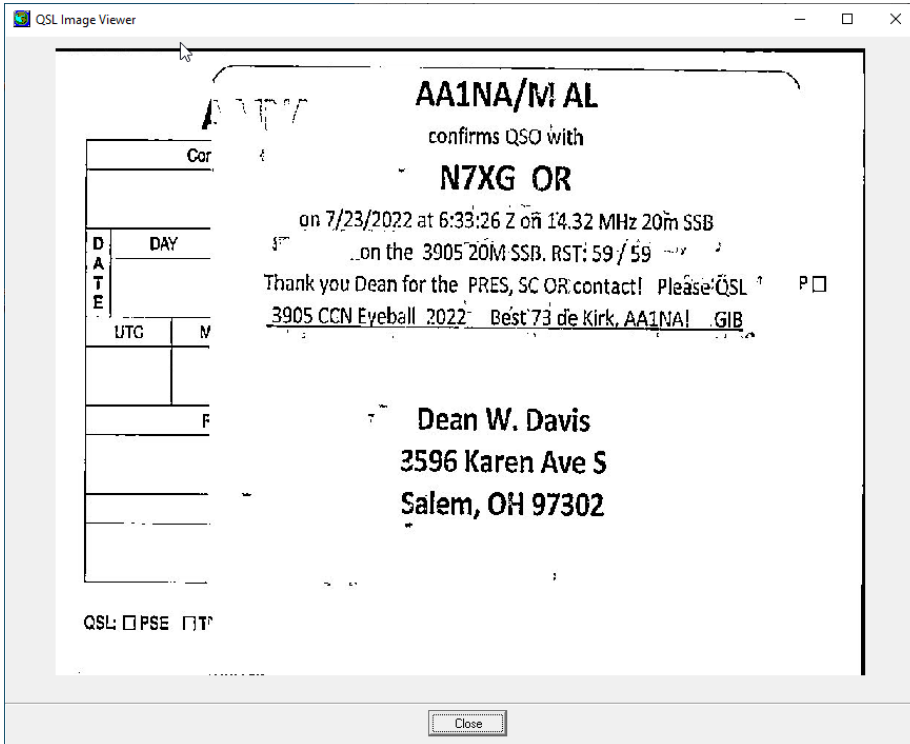 QSL Image Viewer
AA1NA/M AL
confirms QSO with
Cor
N7XG OR
on 7/23/2022 at 6:33:26 Z on 14.32 MHz 20m SSB
DATE
DAY
on the 3905 20M SSB. RST: 59 / 59
Thank you Dean for the PRES, SC OR contact! Please QSL
P
3905 CCN Eyeball 2022 Best 73 de Kirk, AA1NA! GIB
UTC
M
Dean W. Davis
F
3596 Karen Ave S
Salem, OH 97302
QSL: PSE
Close